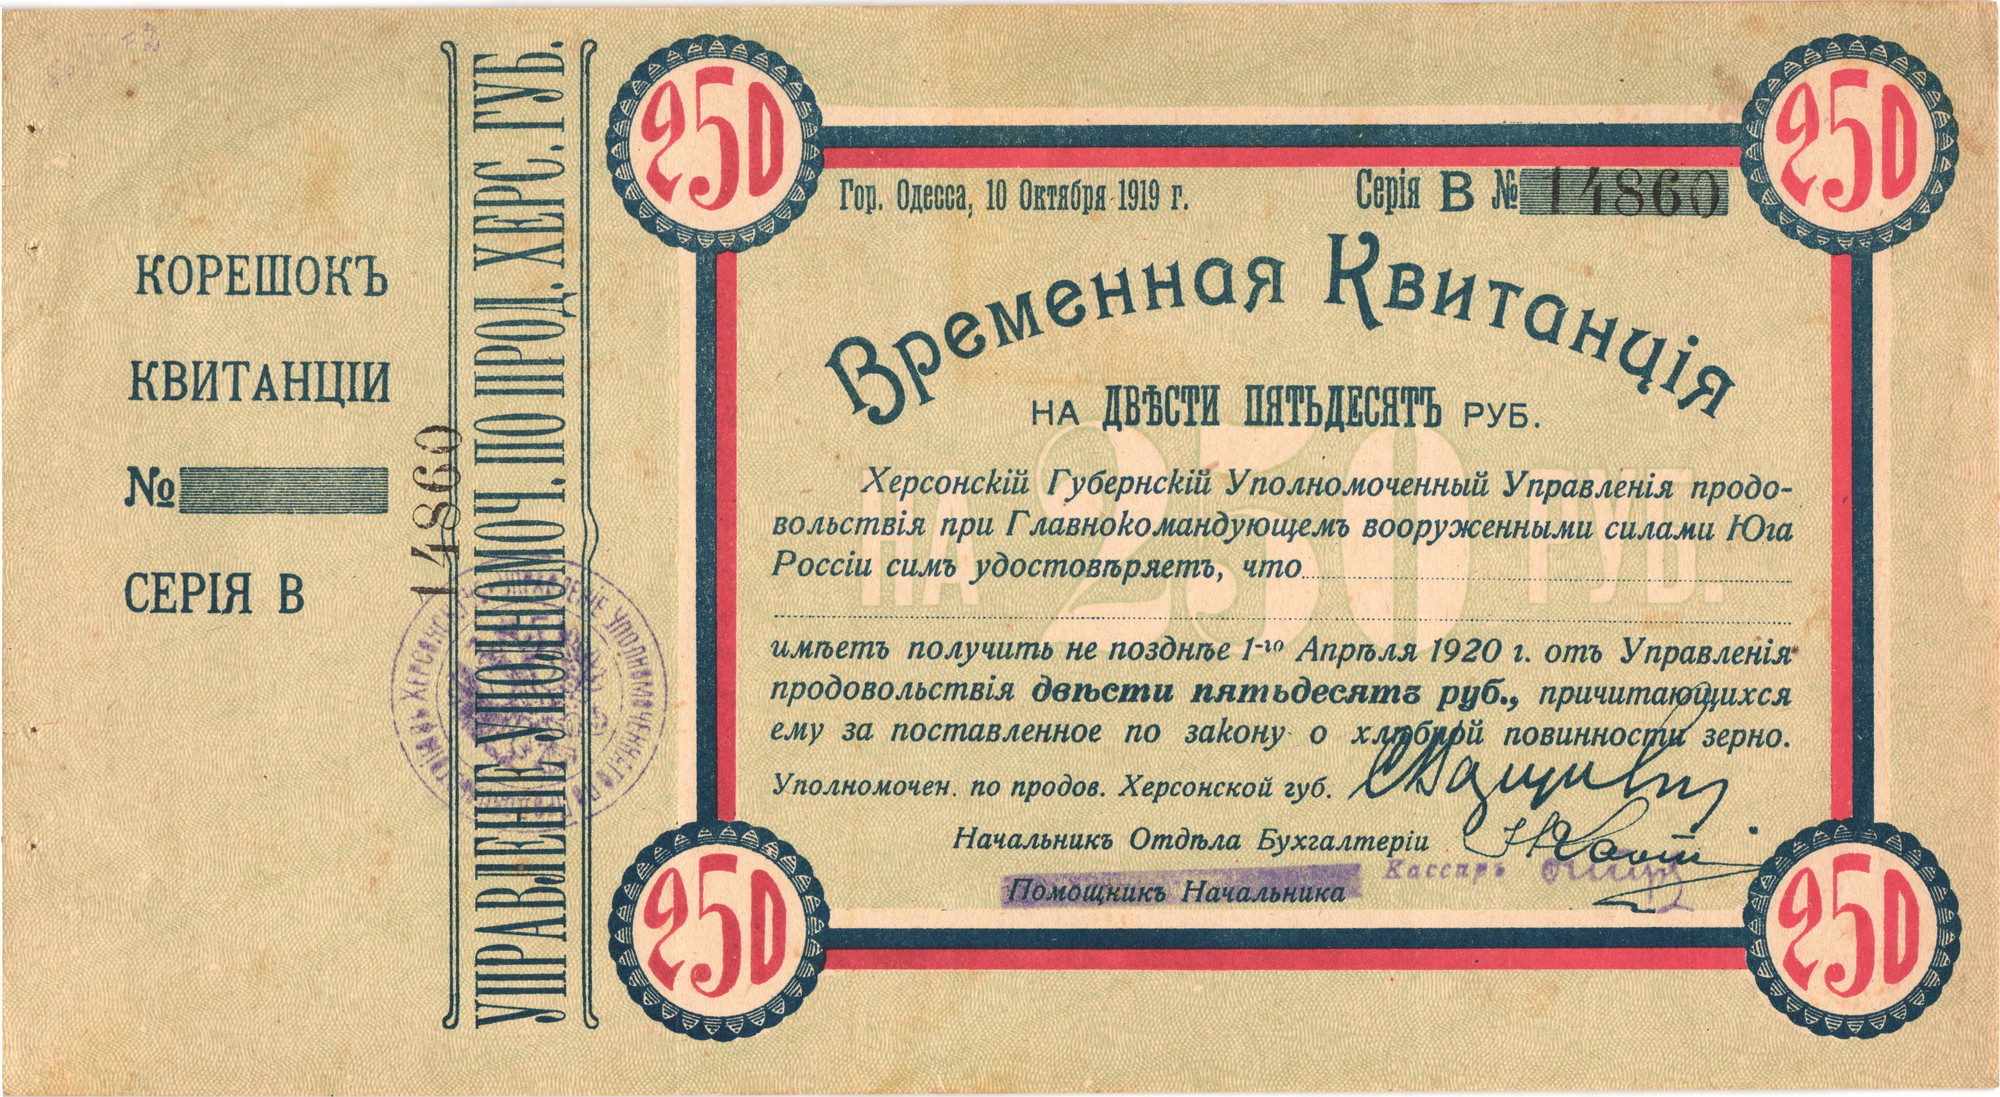 КОРЕШОКЪ
КВИТАНЦІИ
№
СЕРІЯ В
14860
УПРАВЛЕНІЕ УПОЛНОМОЧ. ПО ПРОД. ХЕРС. ГУБ.
250
250
Гор. Одесса, 10 Октября 1919 г.
Серія В № 14860
Временная Квитанція
НА ДВѢСТИ ПЯТЬДЕСЯТЪ РУБ.
НА 250 РУБ.
Херсонскій Губернскій Уполномоченный Управленія продо-
вольствія при Главнокомандующемъ вооруженными силами Юга
Россіи симъ удостовѣряетъ, что
имѣетъ получить не позднѣе 1-го Апрѣля 1920 г. отъ Управленія
продовольствія двѣсти пятьдесятъ руб., причитающихся
ему за поставленное по закону о хлѣбной повинности зерно.
Уполномочен. по продов. Херсонской губ.
Начальникъ Отдѣла Бухгалтеріи
Помощникъ Начальника Кассиръ
250
250